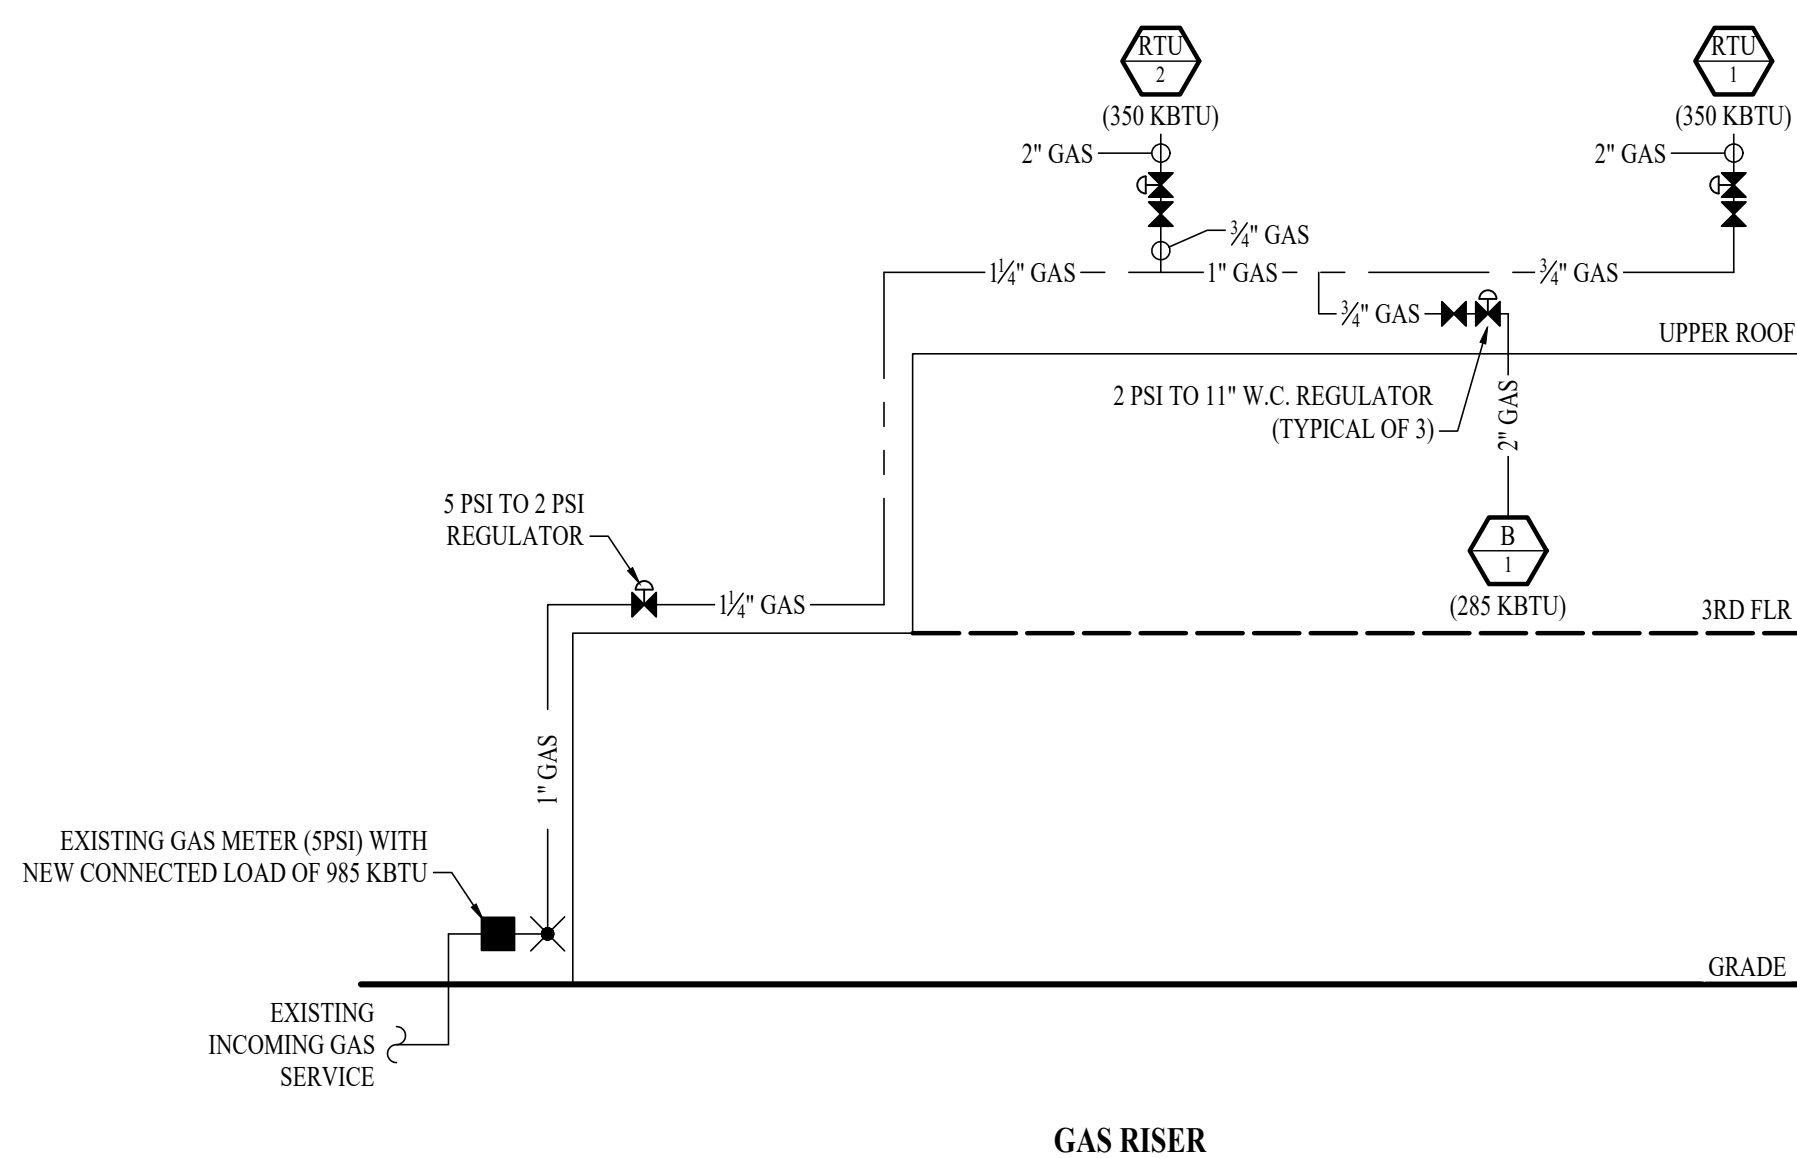 RTU
2
(350 KBTU)
2" GAS
RTU
1
(350 KBTU)
2" GAS
¾" GAS
1¼" GAS
1" GAS
¾" GAS
¾" GAS
UPPER ROOF
2 PSI TO 11" W.C. REGULATOR
(TYPICAL OF 3)
2" GAS
5 PSI TO 2 PSI
REGULATOR
B
1
(285 KBTU)
1¼" GAS
3RD FLR
1" GAS
EXISTING GAS METER (5PSI) WITH
NEW CONNECTED LOAD OF 985 KBTU
GRADE
EXISTING
INCOMING GAS
SERVICE
GAS RISER